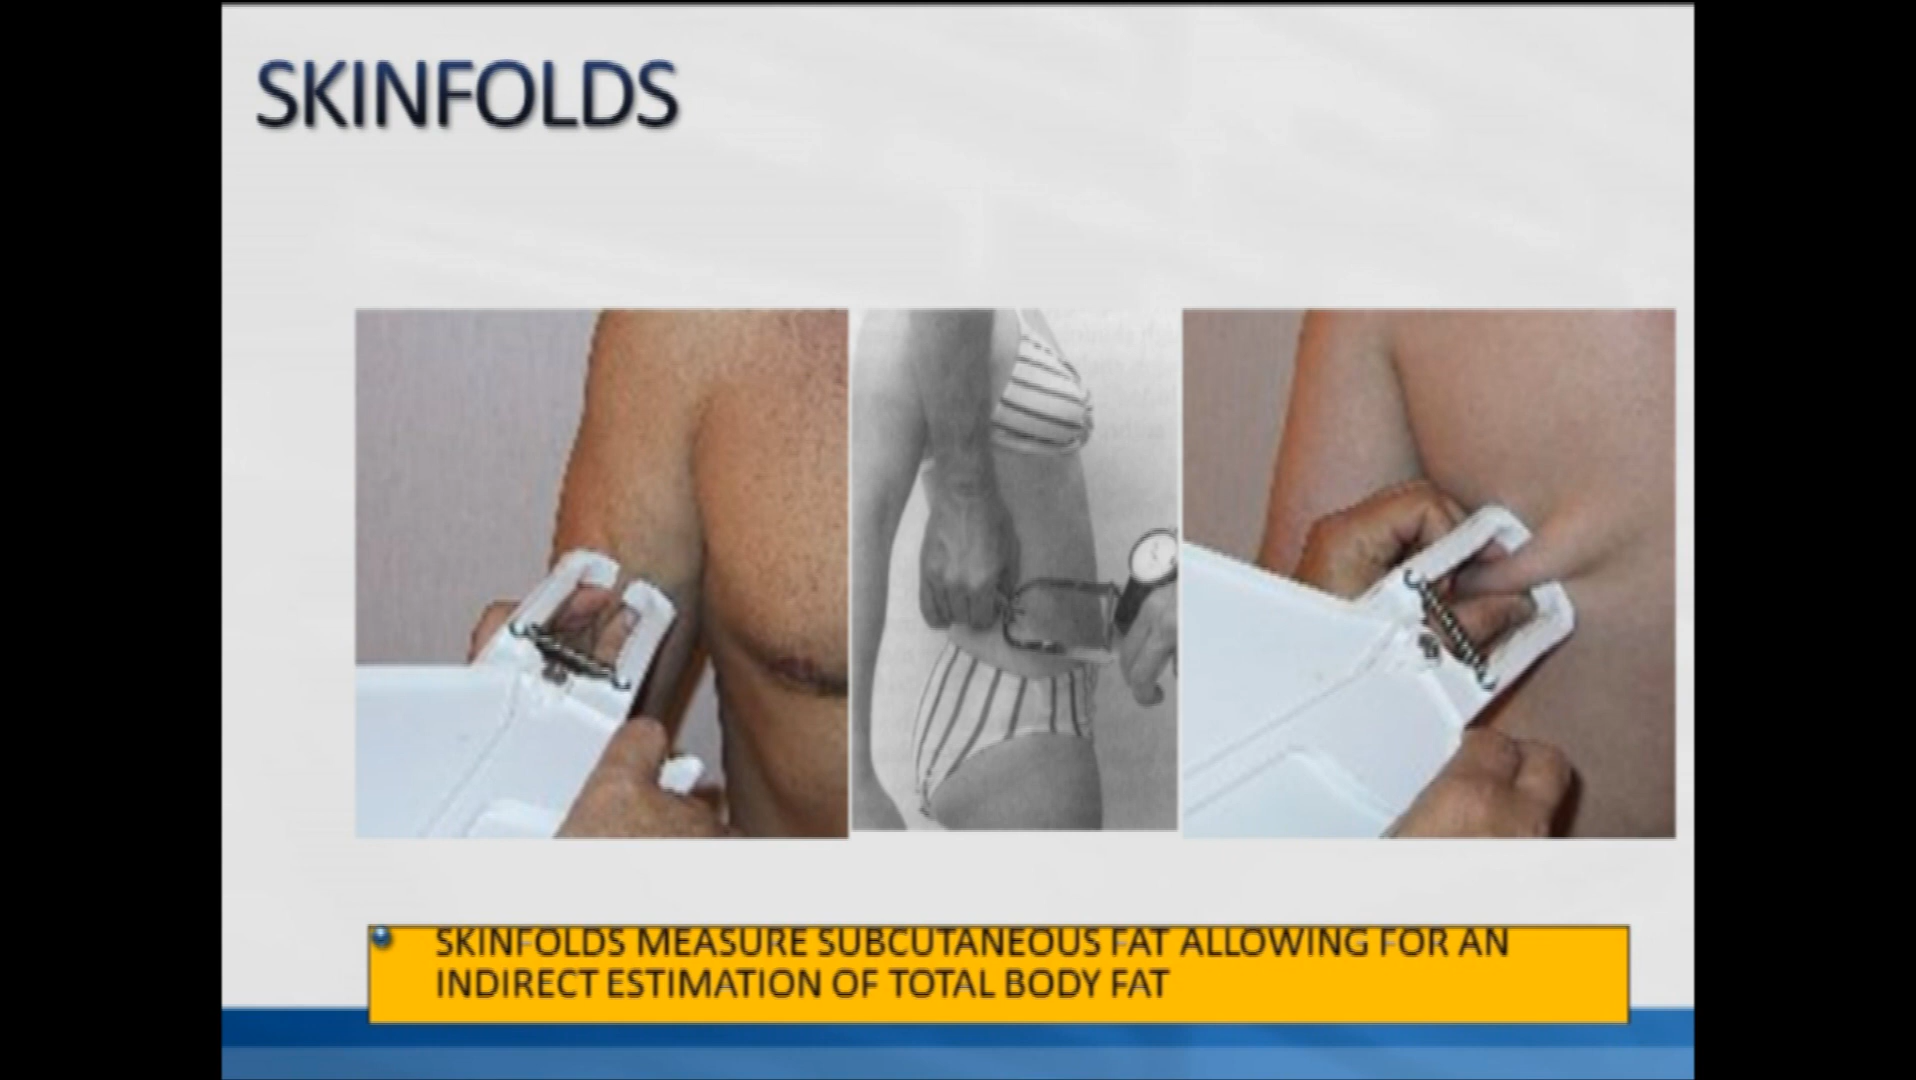 SKINFOLDS
SKINFOLDS MEASURE SUBCUTANEOUS FAT ALLOWING FOR AN
INDIRECT ESTIMATION OF TOTAL BODY FAT